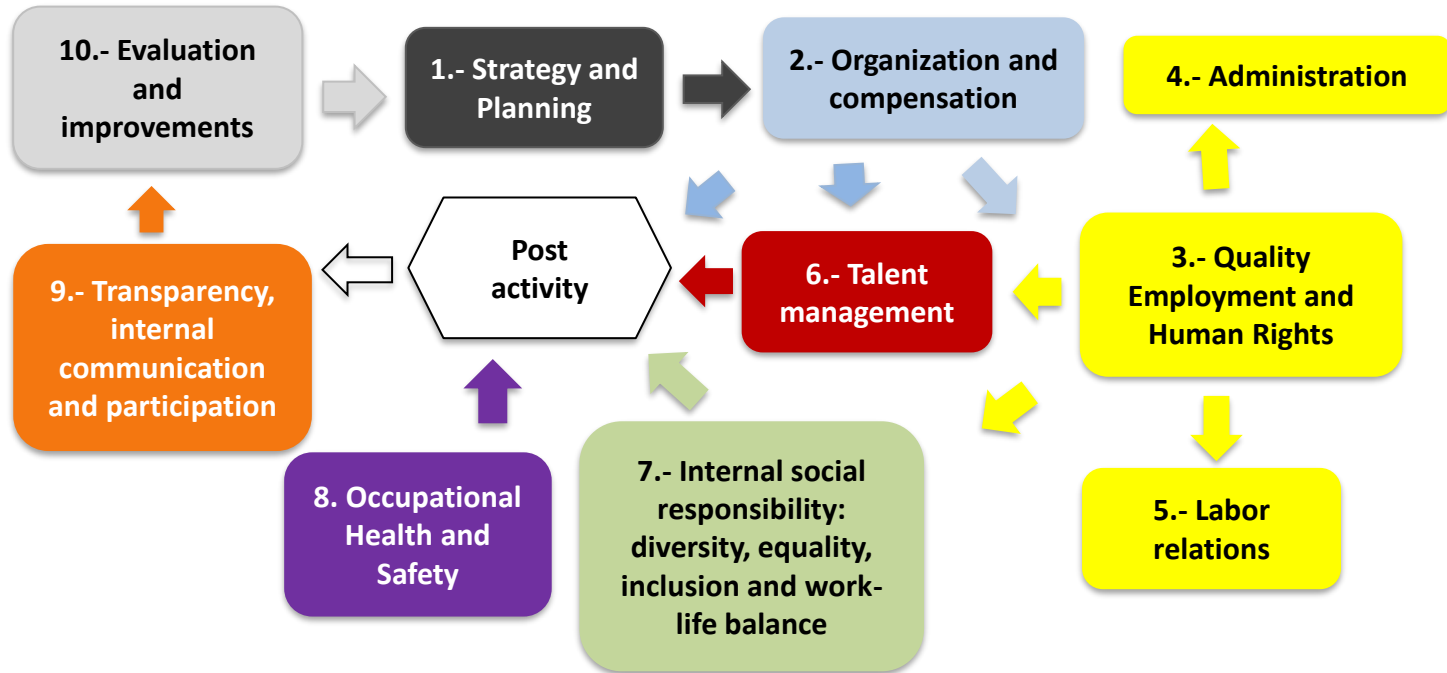 10.- Evaluation
and
improvements
1.- Strategy and
Planning
2.- Organization and
compensation
4.- Administration
Post
activity
6.- Talent
management
3.- Quality
Employment and
Human Rights
9.- Transparency,
internal
communication
and participation
8. Occupational
Health and
Safety
7.- Internal social
responsibility:
diversity, equality,
inclusion and work-
life balance
5.- Labor
relations